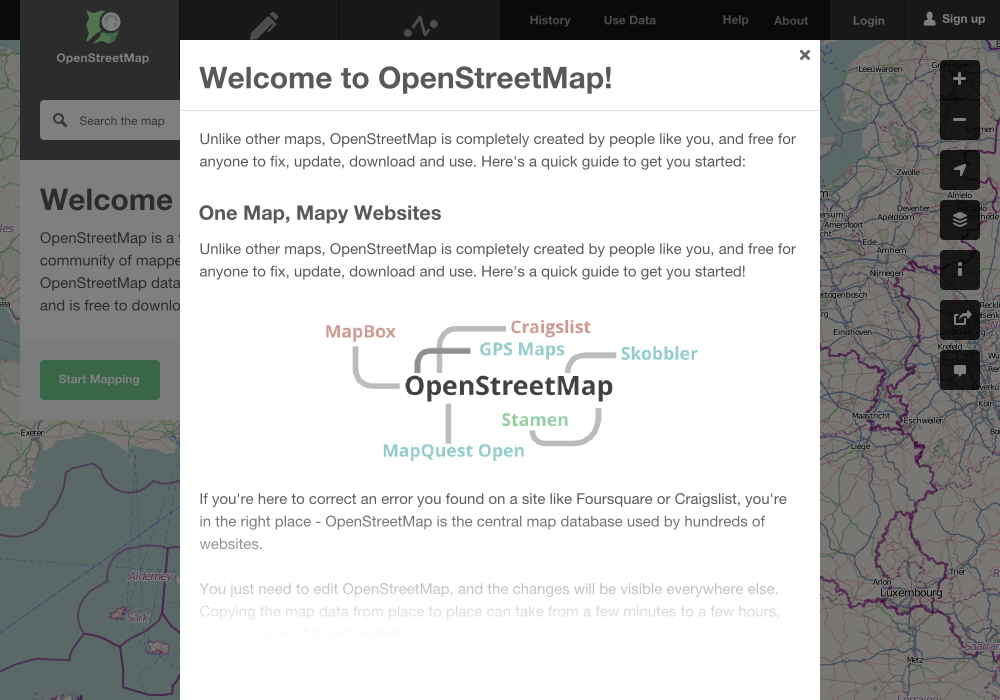 History
Use Data
Help
About
Login
Sign up
OpenStreetMap
Search the map
Welcome
OpenStreetMap is a
community of mappe
OpenStreetMap data
and is free to downlo
Start Mapping
Welcome to OpenStreetMap!
Unlike other maps, OpenStreetMap is completely created by people like you, and free for
anyone to fix, update, download and use. Here's a quick guide to get you started:
One Map, Mapy Websites
Unlike other maps, OpenStreetMap is completely created by people like you, and free for
anyone to fix, update, download and use. Here's a quick guide to get you started!
MapBox
Craigslist
GPS Maps
Skobbler
OpenStreetMap
Stamen
MapQuest Open
If you're here to correct an error you found on a site like Foursquare or Craigslist, you're
in the right place - OpenStreetMap is the central map database used by hundreds of
websites.
You just need to edit OpenStreetMap, and the changes will be visible everywhere else.
Copying the map data from place to place can take from a few minutes to a few hours,
Exeter
Alderney
Sark
Leeuwarden
Emmen
Zwolle
Almelo
Deventer
Apeldoorn
Amersfoort
Ede
Arnhem
Nijmegen
ertogenbosch
Eindhoven
Krefeld
Maastricht
Eschweiler
Köln
Liège
Arlon
Trier
Luxembourg
Metz